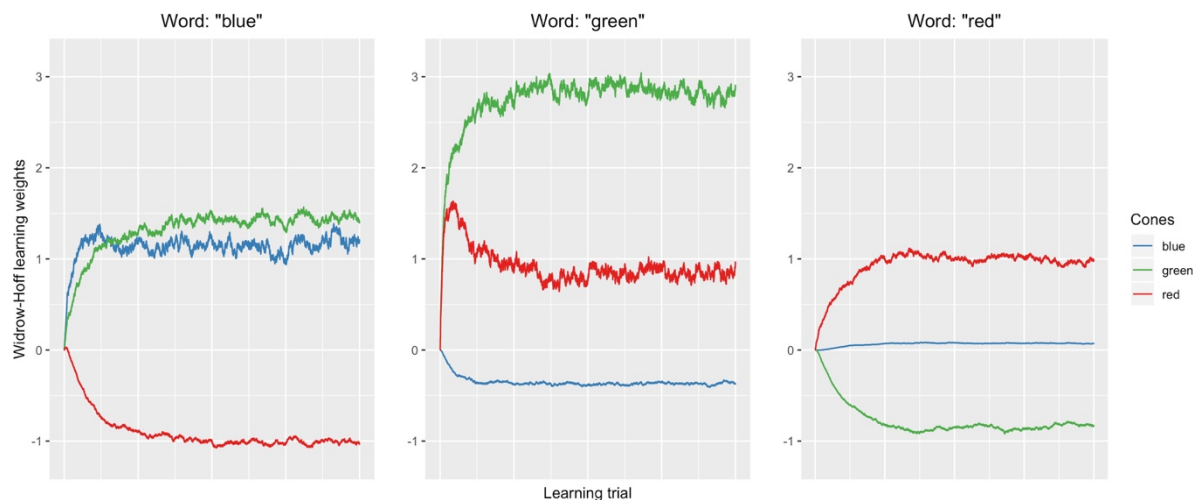 Word: "blue"
Word: "green"
Word: "red"
Widrow-Hoff learning weights
3
2
1
0
-1
3
2
1
0
-1
3
2
1
0
-1
Learning trial
Cones
blue
green
red